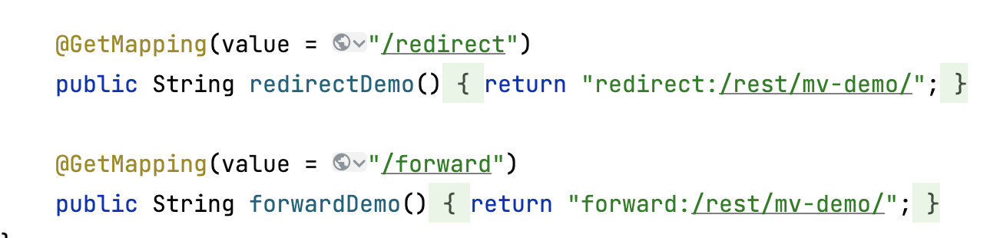 @GetMapping(value = "/redirect")
public String redirectDemo() { return "redirect:/rest/mv-demo/"; }
@GetMapping(value = "/forward")
public String forwardDemo() { return "forward:/rest/mv-demo/"; }
}